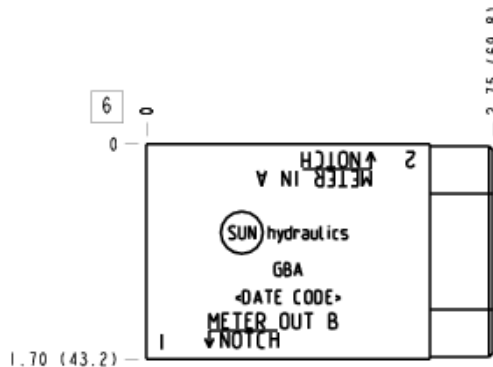 2.75 (69.8)
6
0
0
2
↑NOTCH
METER IN A
SUN hydraulics
GBA
<DATE CODE>
METER OUT B
1
↓NOTCH
1.70 (43.2)